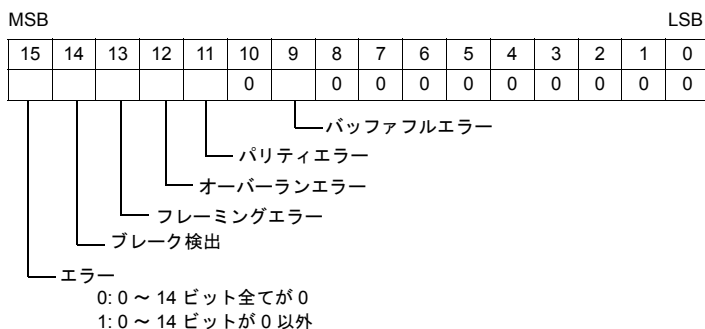 MSB LSB
15 14 13 12 11 10 9 8 7 6 5 4 3 2 1 0
0 0 0 0 0 0 0 0 0 0
バッファフルエラー
パリティエラー
オーバーランエラー
フレーミングエラー
ブレーク検出
エラー
0: 0 ～ 14 ビット全てが 0
1: 0 ～ 14 ビットが 0 以外